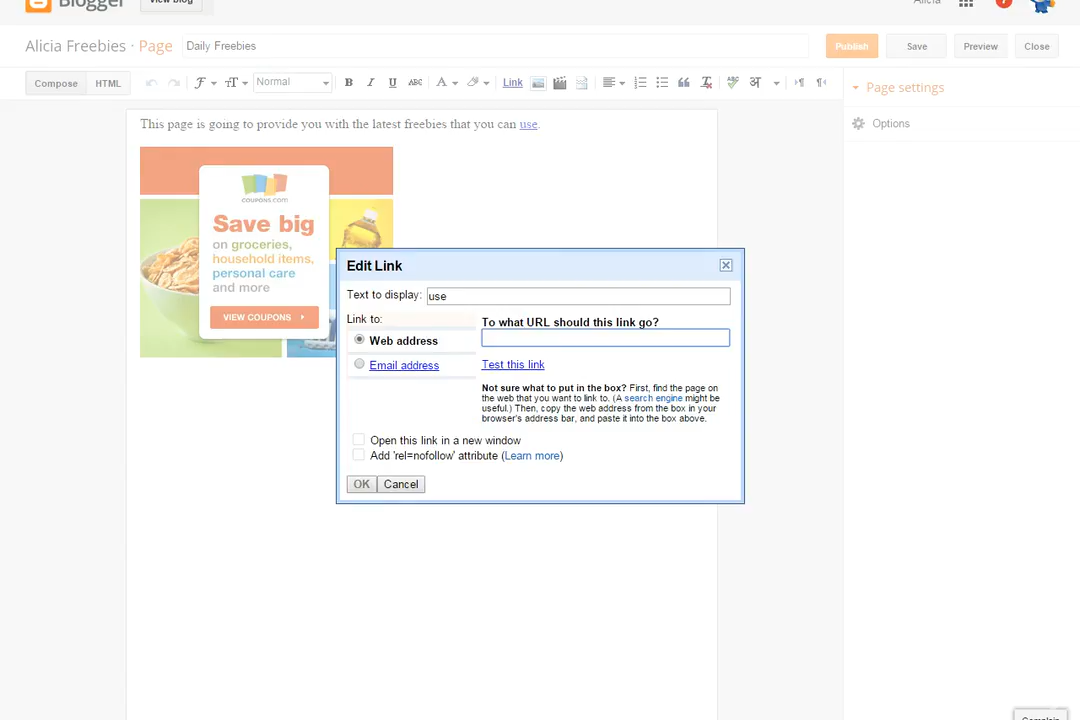 Blogger View blog Alicia
Alicia Freebies · Page Daily Freebies Publish Save Preview Close
Compose HTML Normal B I U ABC A Link
Page settings
Options
This page is going to provide you with the latest freebies that you can use.
COUPONS.COM
Save big
on groceries,
household items,
personal care
and more
VIEW COUPONS
Edit Link
Text to display: use
Link to:
Web address
Email address
To what URL should this link go?
Test this link
Not sure what to put in the box? First, find the page on
the web that you want to link to. (A search engine might be
useful.) Then, copy the web address from the box in your
browser's address bar, and paste it into the box above.
Open this link in a new window
Add 'rel=nofollow' attribute (Learn more)
OK Cancel